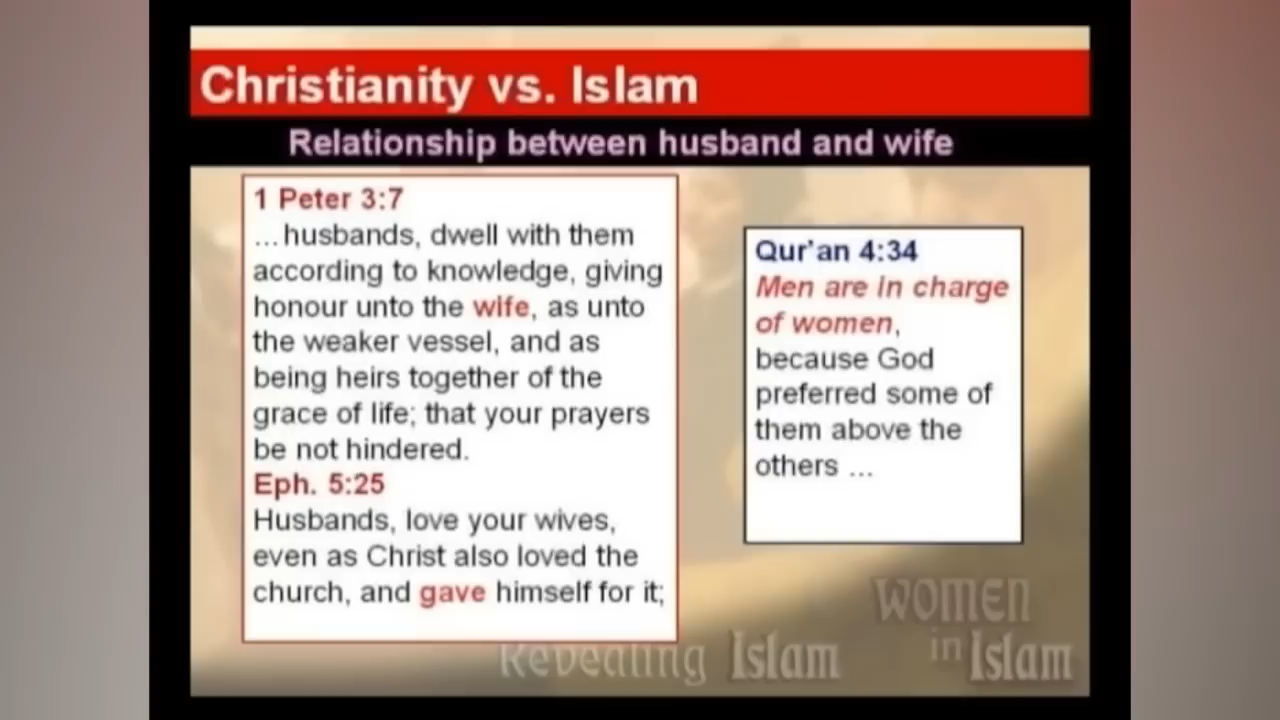 Christianity vs. Islam
Relationship between husband and wife
1 Peter 3:7
...husbands, dwell with them
according to knowledge, giving
honour unto the wife, as unto
the weaker vessel, and as
being heirs together of the
grace of life; that your prayers
be not hindered.
Eph. 5:25
Husbands, love your wives,
even as Christ also loved the
church, and gave himself for it;
Qur'an 4:34
Men are in charge
of women,
because God
preferred some of
them above the
others ...
Revealing Islam
WOMEN
in Islam